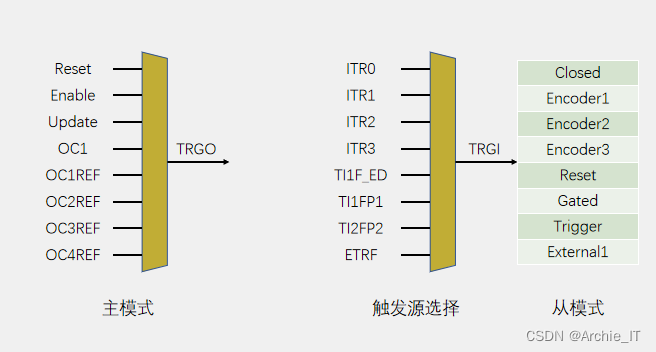 Reset
Enable
Update
OC1
OC1REF
OC2REF
OC3REF
OC4REF
TRGO
主模式
ITR0
ITR1
ITR2
ITR3
TI1F_ED
TI1FP1
TI2FP2
ETRF
TRGI
触发源选择
Closed
Encoder1
Encoder2
Encoder3
Reset
Gated
Trigger
External1
从模式
CSDN @Archie_IT